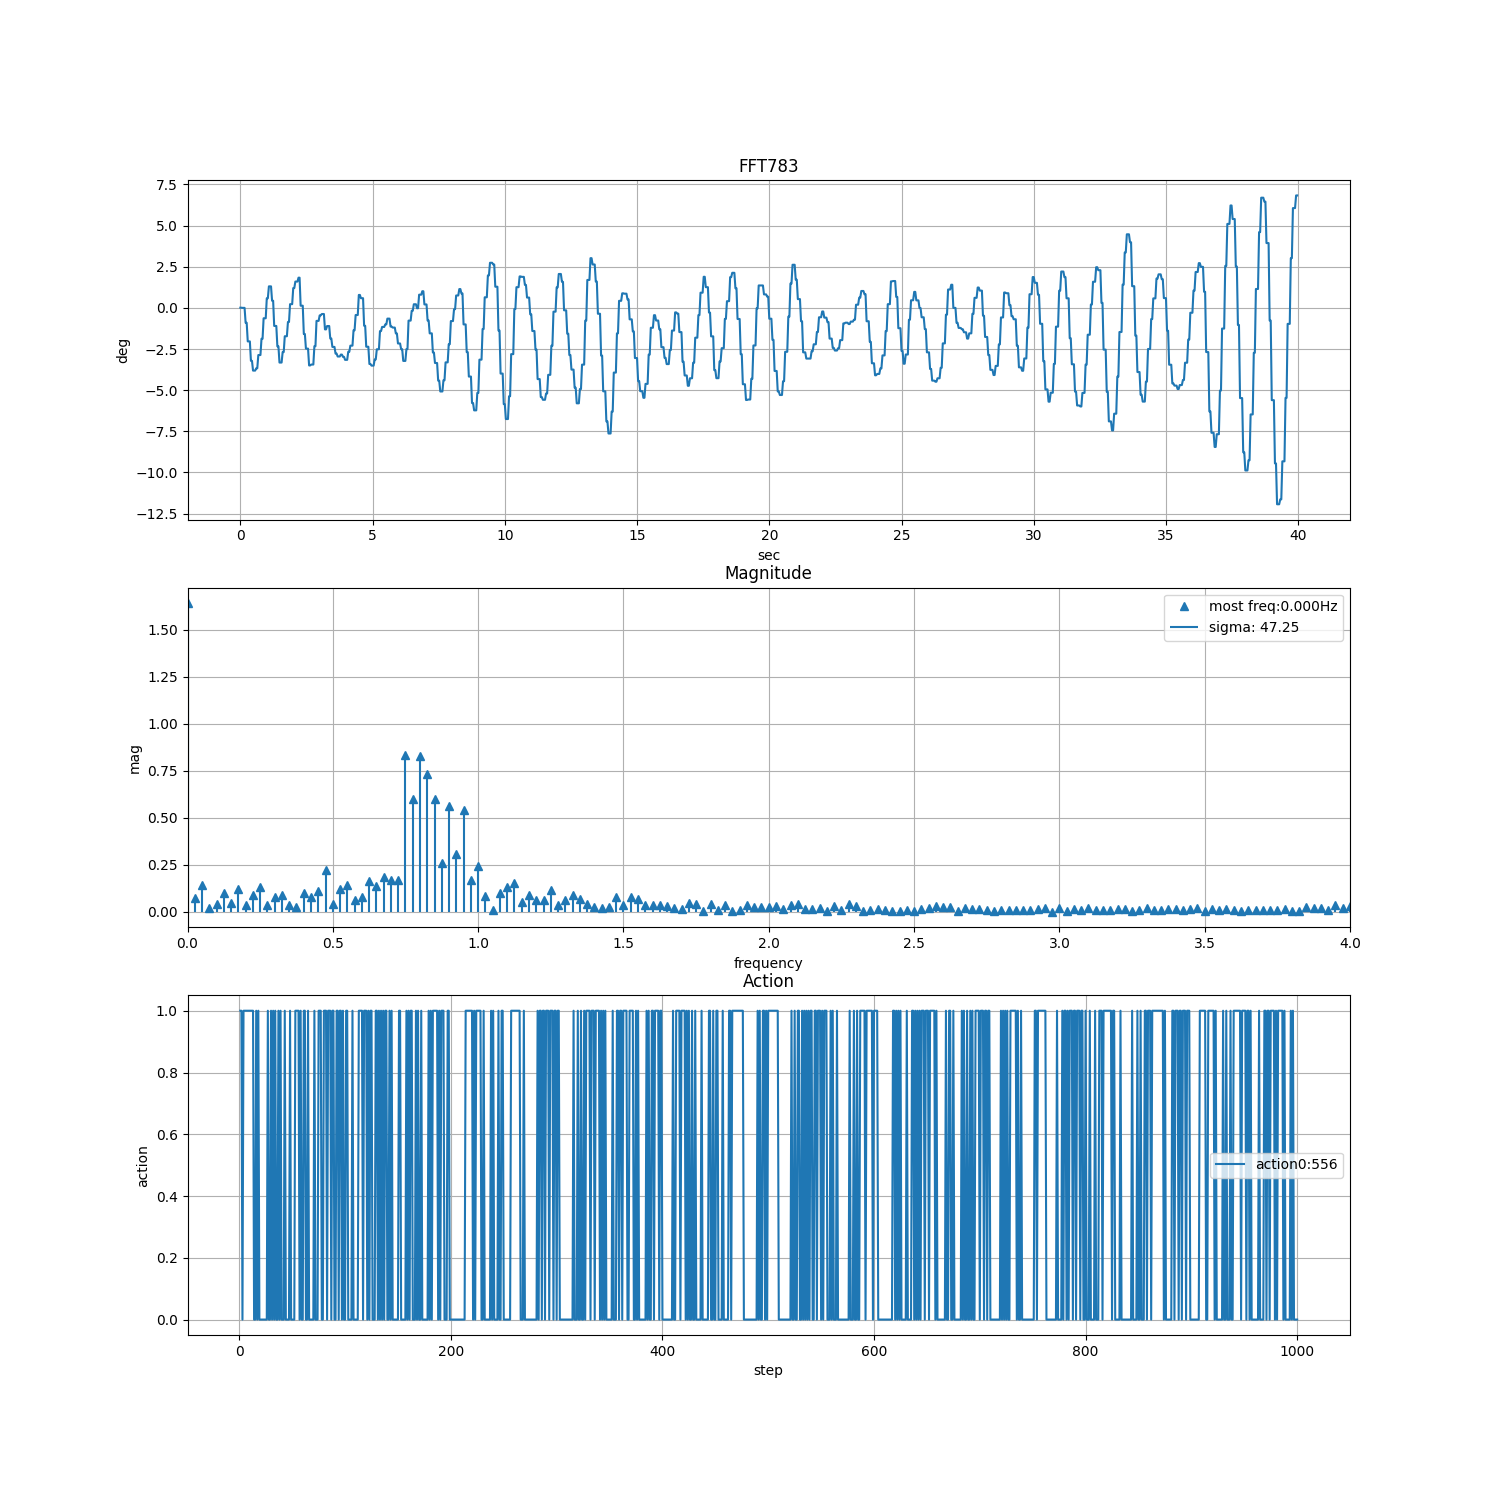 FFT783
7.5
5.0
2.5
0.0
−2.5
−5.0
−7.5
−10.0
−12.5
deg
0 5 10 15 20 25 30 35 40
sec
Magnitude
most freq:0.000Hz
sigma: 47.25
1.50
1.25
1.00
0.75
0.50
0.25
0.00
mag
0.0 0.5 1.0 1.5 2.0 2.5 3.0 3.5 4.0
frequency
Action
1.0
0.8
0.6
0.4
0.2
0.0
action
action0:556
0 200 400 600 800 1000
step